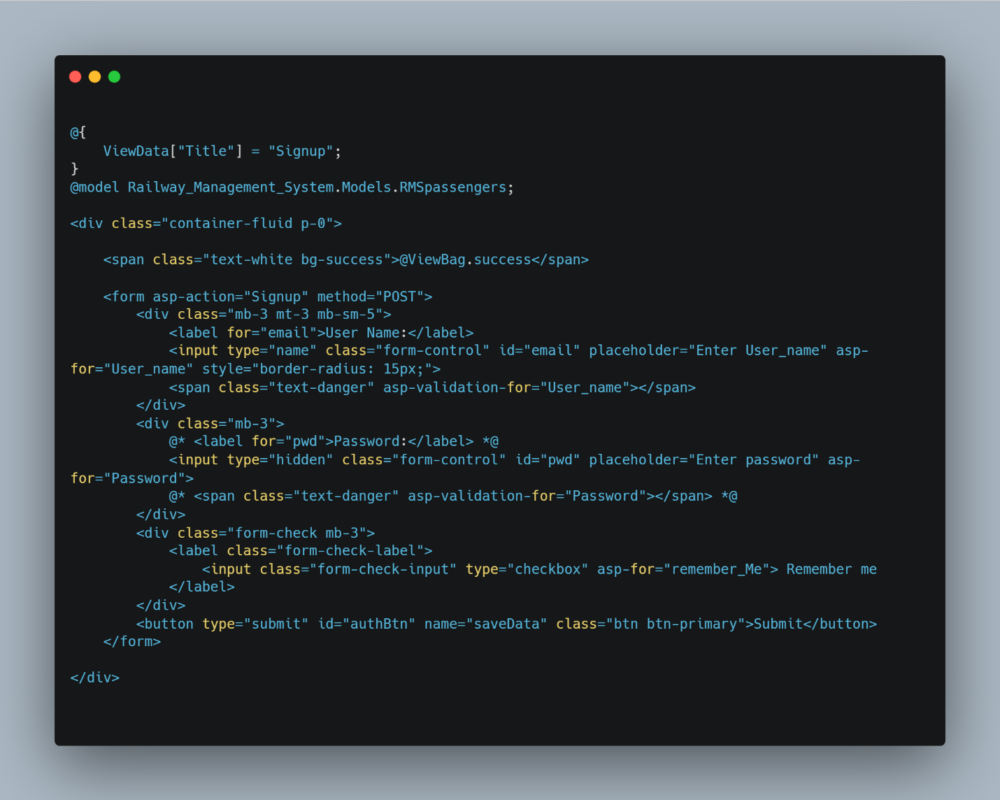 @{
    ViewData["Title"] = "Signup";
}
@model Railway_Management_System.Models.RMSpassengers;

<div class="container-fluid p-0">

    <span class="text-white bg-success">@ViewBag.success</span>

    <form asp-action="Signup" method="POST">
        <div class="mb-3 mt-3 mb-sm-5">
            <label for="email">User Name:</label>
            <input type="name" class="form-control" id="email" placeholder="Enter User_name" asp-
for="User_name" style="border-radius: 15px;">
            <span class="text-danger" asp-validation-for="User_name"></span>
        </div>
        <div class="mb-3">
            @* <label for="pwd">Password:</label> *@
            <input type="hidden" class="form-control" id="pwd" placeholder="Enter password" asp-
for="Password">
            @* <span class="text-danger" asp-validation-for="Password"></span> *@
        </div>
        <div class="form-check mb-3">
            <label class="form-check-label">
                <input class="form-check-input" type="checkbox" asp-for="remember_Me"> Remember me
            </label>
        </div>
        <button type="submit" id="authBtn" name="saveData" class="btn btn-primary">Submit</button>
    </form>

</div>